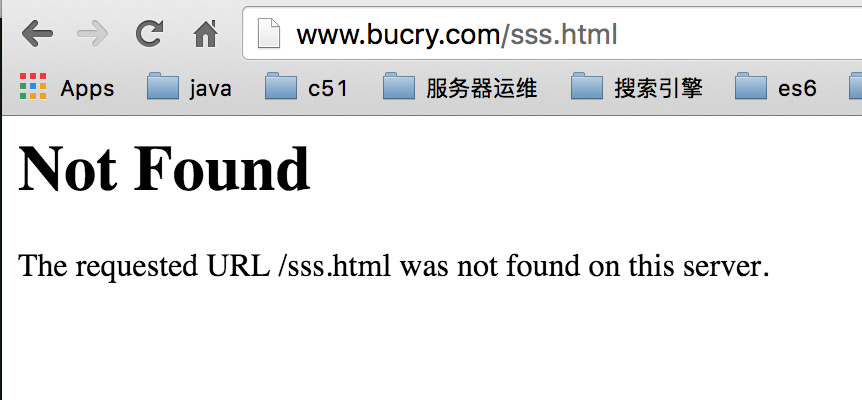 www.bucry.com/sss.html
Apps java c51 服务器运维 搜索引擎 es6
Not Found
The requested URL /sss.html was not found on this server.